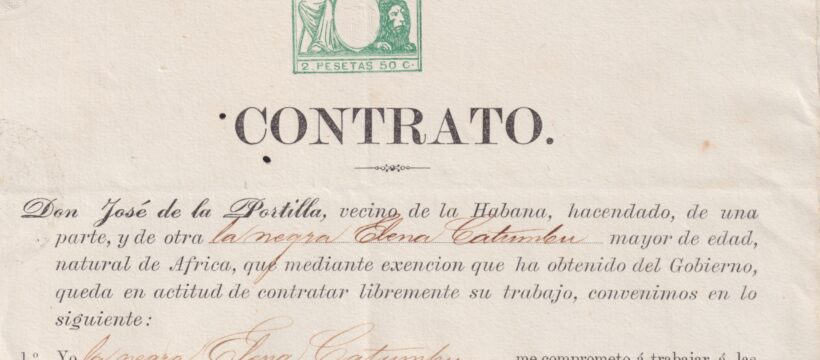 2. PESETAS 50 C.
CONTRATO.
Don José de la Portilla, vecino de la Habana, hacendado, de una
parte, y de otra la negra Elena Catumbu mayor de edad,
natural de Africa, que mediante exencion que ha obtenido del Gobierno,
queda en actitud de contratar libremente su trabajo, convenimos en lo
siguiente:
1.º Yo la negra Elena Catumbu me comprometo á trabajar á las